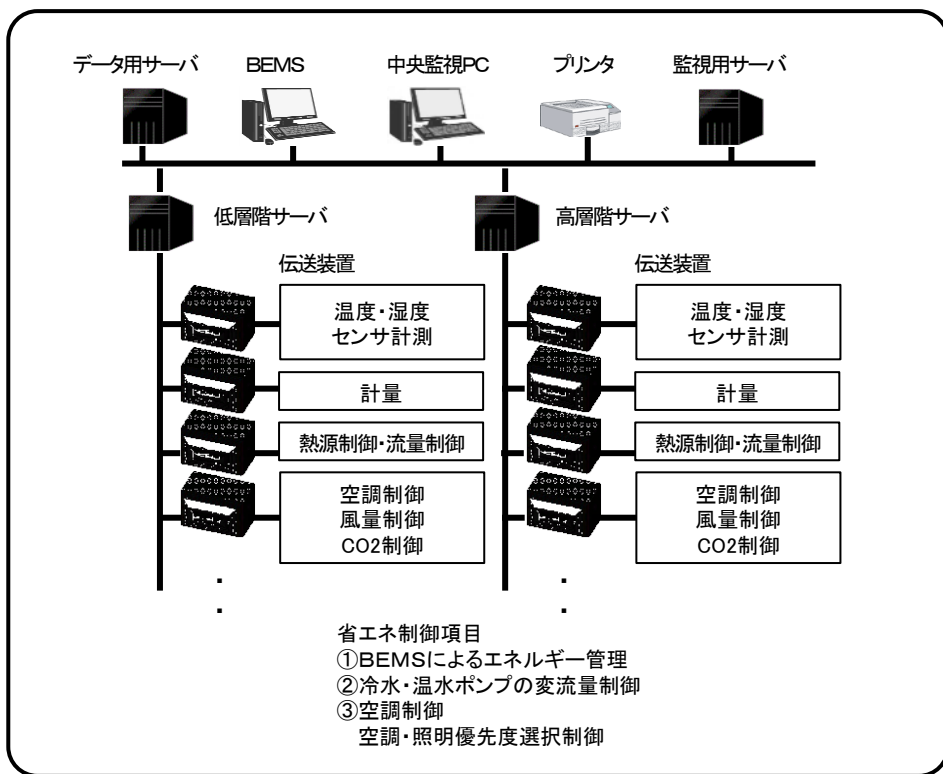 データ用サーバ
BEMS
中央監視PC
プリンタ
監視用サーバ
低層階サーバ
高層階サーバ
伝送装置
伝送装置
温度・湿度
センサ計測
温度・湿度
センサ計測
計量
計量
熱源制御・流量制御
熱源制御・流量制御
空調制御
風量制御
CO2制御
空調制御
風量制御
CO2制御
・
・
・
・
省エネ制御項目
①BEMSによるエネルギー管理
②冷水・温水ポンプの変流量制御
③空調制御
空調・照明優先度選択制御